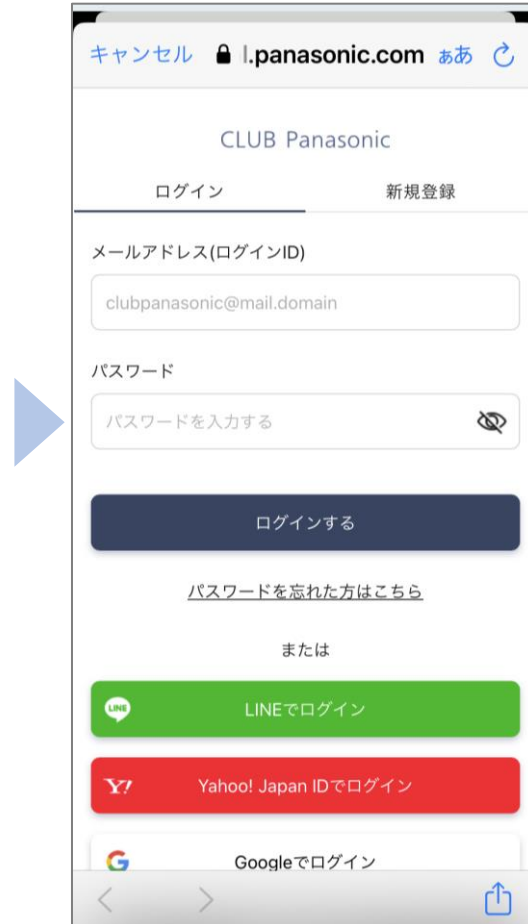 キャンセル l.panasonic.com ぁあ
CLUB Panasonic
ログイン 新規登録
メールアドレス(ログインID)
clubpanasonic@mail.domain
パスワード
パスワードを入力する
ログインする
パスワードを忘れた方はこちら
または
LINE LINEでログイン
Y! Yahoo! Japan IDでログイン
G Googleでログイン